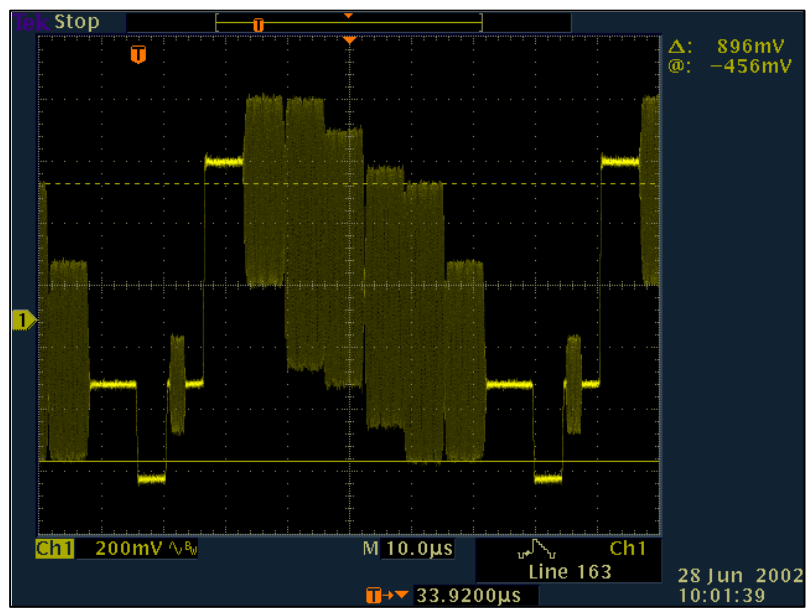 Tek Stop
T
T
Δ: 896mV
@: −456mV
1
Ch1 200mV ∿ Bw M 10.0µs Ch1
Line 163
T→▼ 33.9200µs
28 Jun 2002
10:01:39